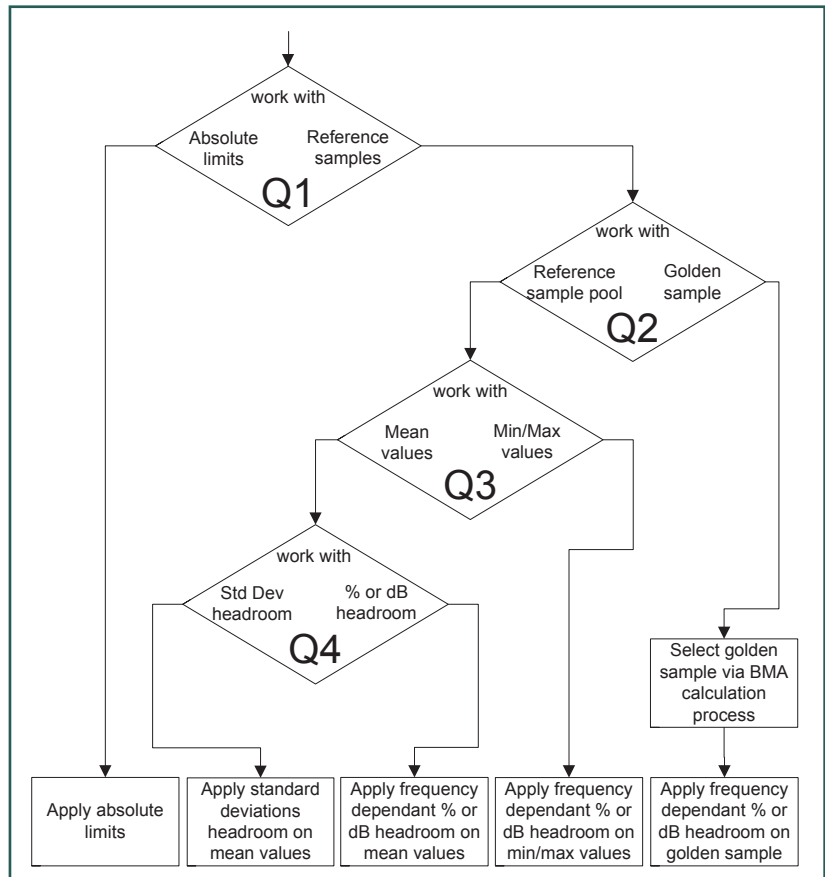 work with
Absolute
limits
Reference
samples
Q1
work with
Reference
sample pool
Golden
sample
Q2
work with
Mean
values
Min/Max
values
Q3
work with
Std Dev
headroom
% or dB
headroom
Q4
Select golden
sample via BMA
calculation
process
Apply absolute
limits
Apply standard
deviations
headroom on
mean values
Apply frequency
dependant % or
dB headroom on
mean values
Apply frequency
dependant % or
dB headroom on
min/max values
Apply frequency
dependant % or
dB headroom on
golden sample